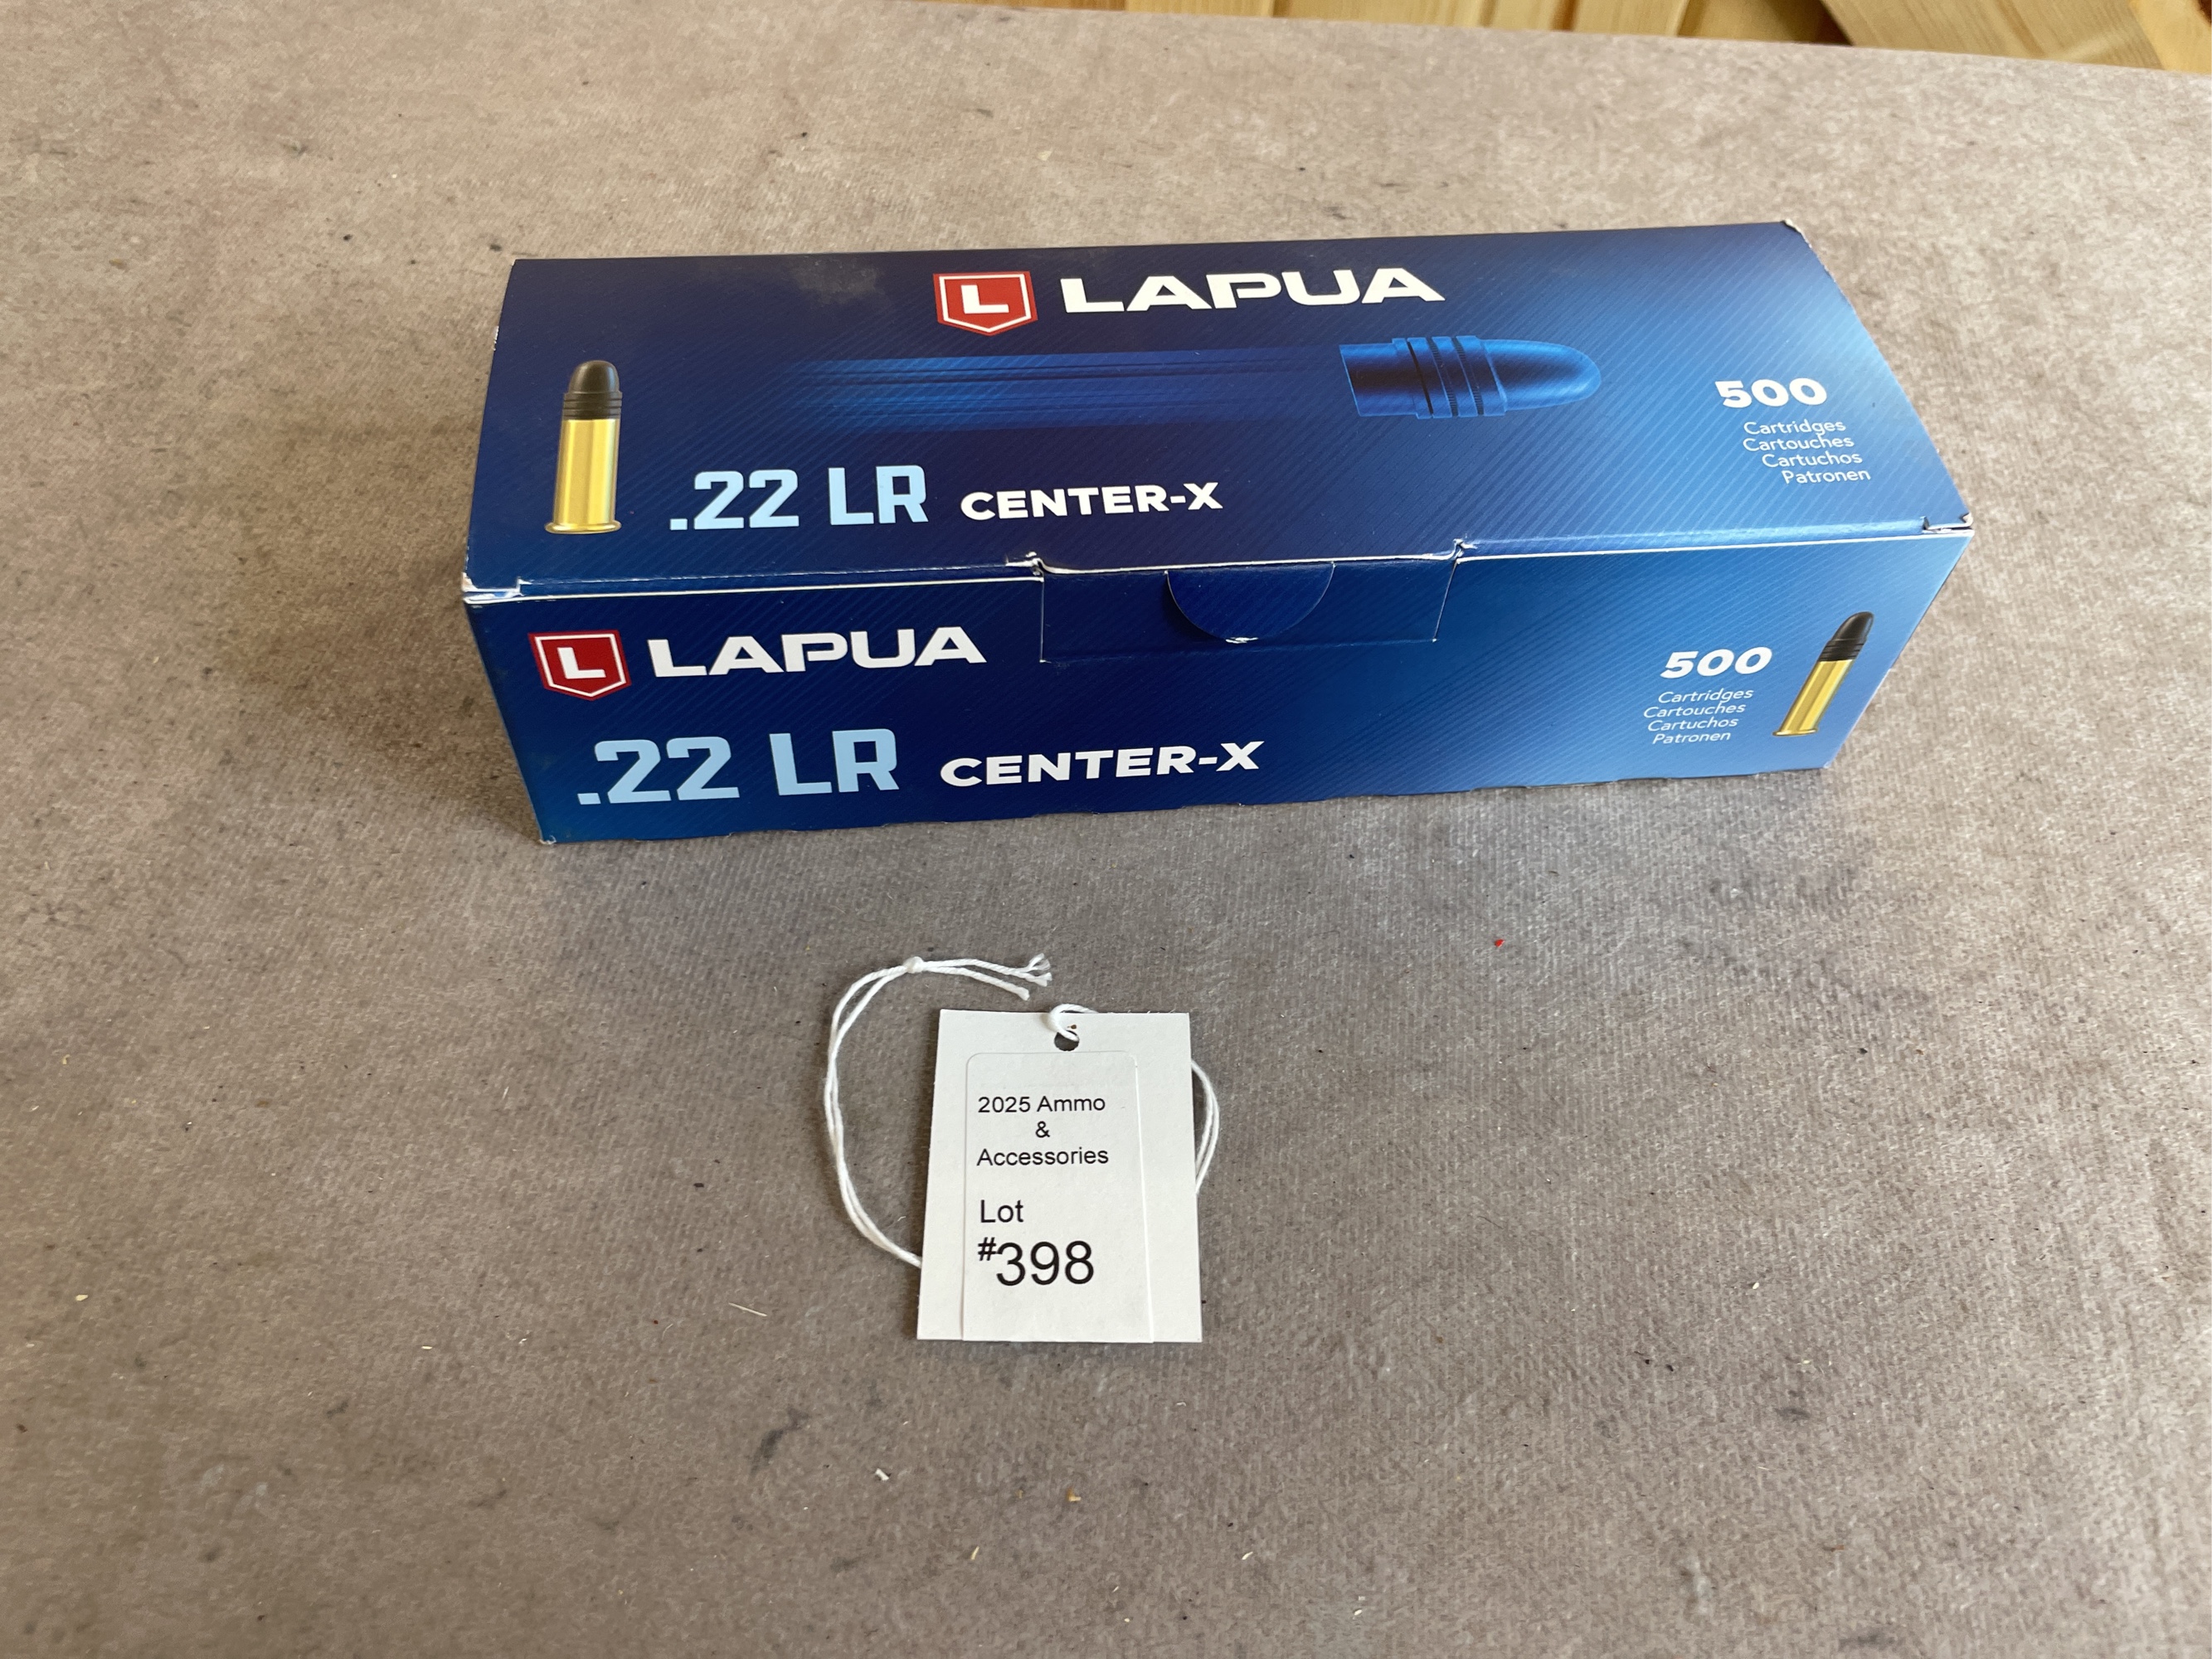 L LAPUA
500
Cartridges
Cartouches
Cartuchos
Patronen
.22 LR CENTER-X
L LAPUA
500
Cartridges
Cartouches
Cartuchos
Patronen
.22 LR CENTER-X
2025 Ammo
&
Accessories
Lot
#398